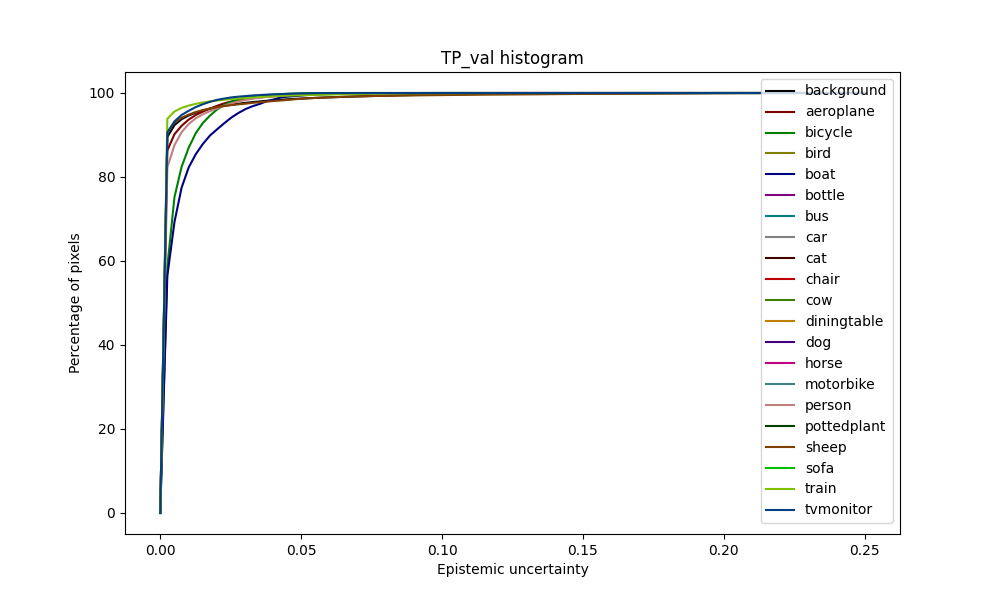 TP_val histogram
Percentage of pixels
100
80
60
40
20
0
0.00
0.05
0.10
0.15
0.20
0.25
Epistemic uncertainty
background
aeroplane
bicycle
bird
boat
bottle
bus
car
cat
chair
cow
diningtable
dog
horse
motorbike
person
pottedplant
sheep
sofa
train
tvmonitor